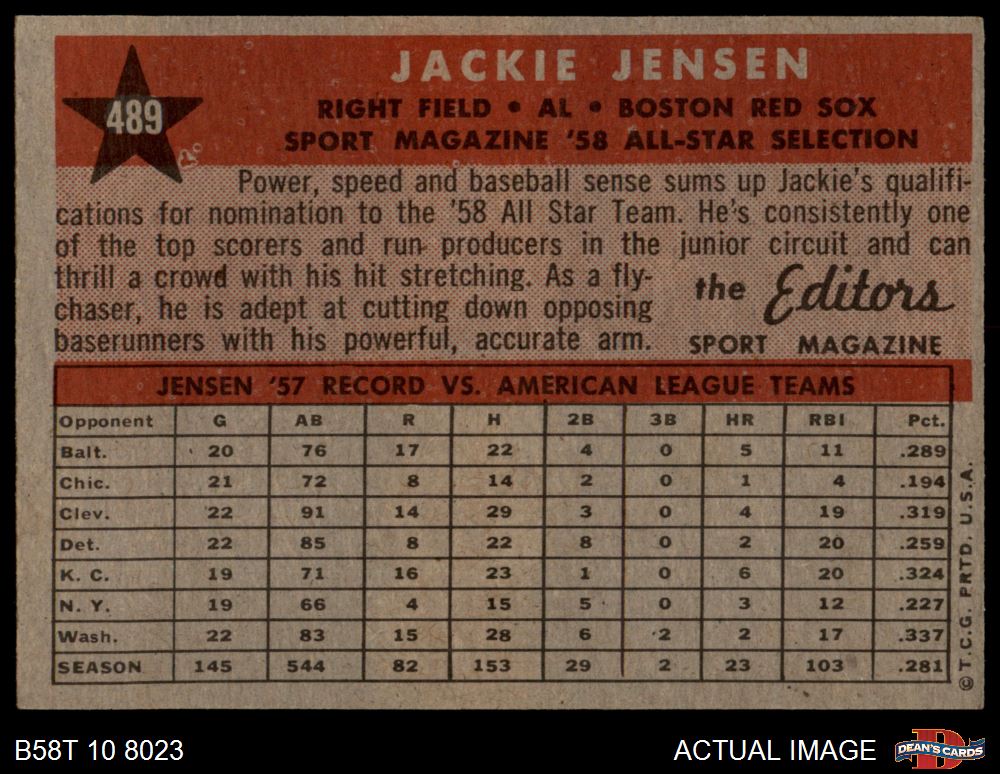 489
JACKIE JENSEN
RIGHT FIELD • AL • BOSTON RED SOX
SPORT MAGAZINE '58 ALL-STAR SELECTION
Power, speed and baseball sense sums up Jackie's qualifi-
cations for nomination to the '58 All Star Team. He's consistently one
of the top scorers and run producers in the junior circuit and can
thrill a crowd with his hit stretching. As a fly-
chaser, he is adept at cutting down opposing
baserunners with his powerful, accurate arm.
the Editors
SPORT MAGAZINE
JENSEN '57 RECORD VS. AMERICAN LEAGUE TEAMS
Opponent G AB R H 2B 3B HR RBI Pct.
Balt. 20 76 17 22 4 0 5 11 .289
Chic. 21 72 8 14 2 0 1 4 .194
Clev. 22 91 14 29 3 0 4 19 .319
Det. 22 85 8 22 8 0 2 20 .259
K. C. 19 71 16 23 1 0 6 20 .324
N. Y. 19 66 4 15 5 0 3 12 .227
Wash. 22 83 15 28 6 2 2 17 .337
SEASON 145 544 82 153 29 2 23 103 .281
© T.C.G. PRTD. U.S.A.
B58T 10 8023
ACTUAL IMAGE
D
DEAN'S CARDS